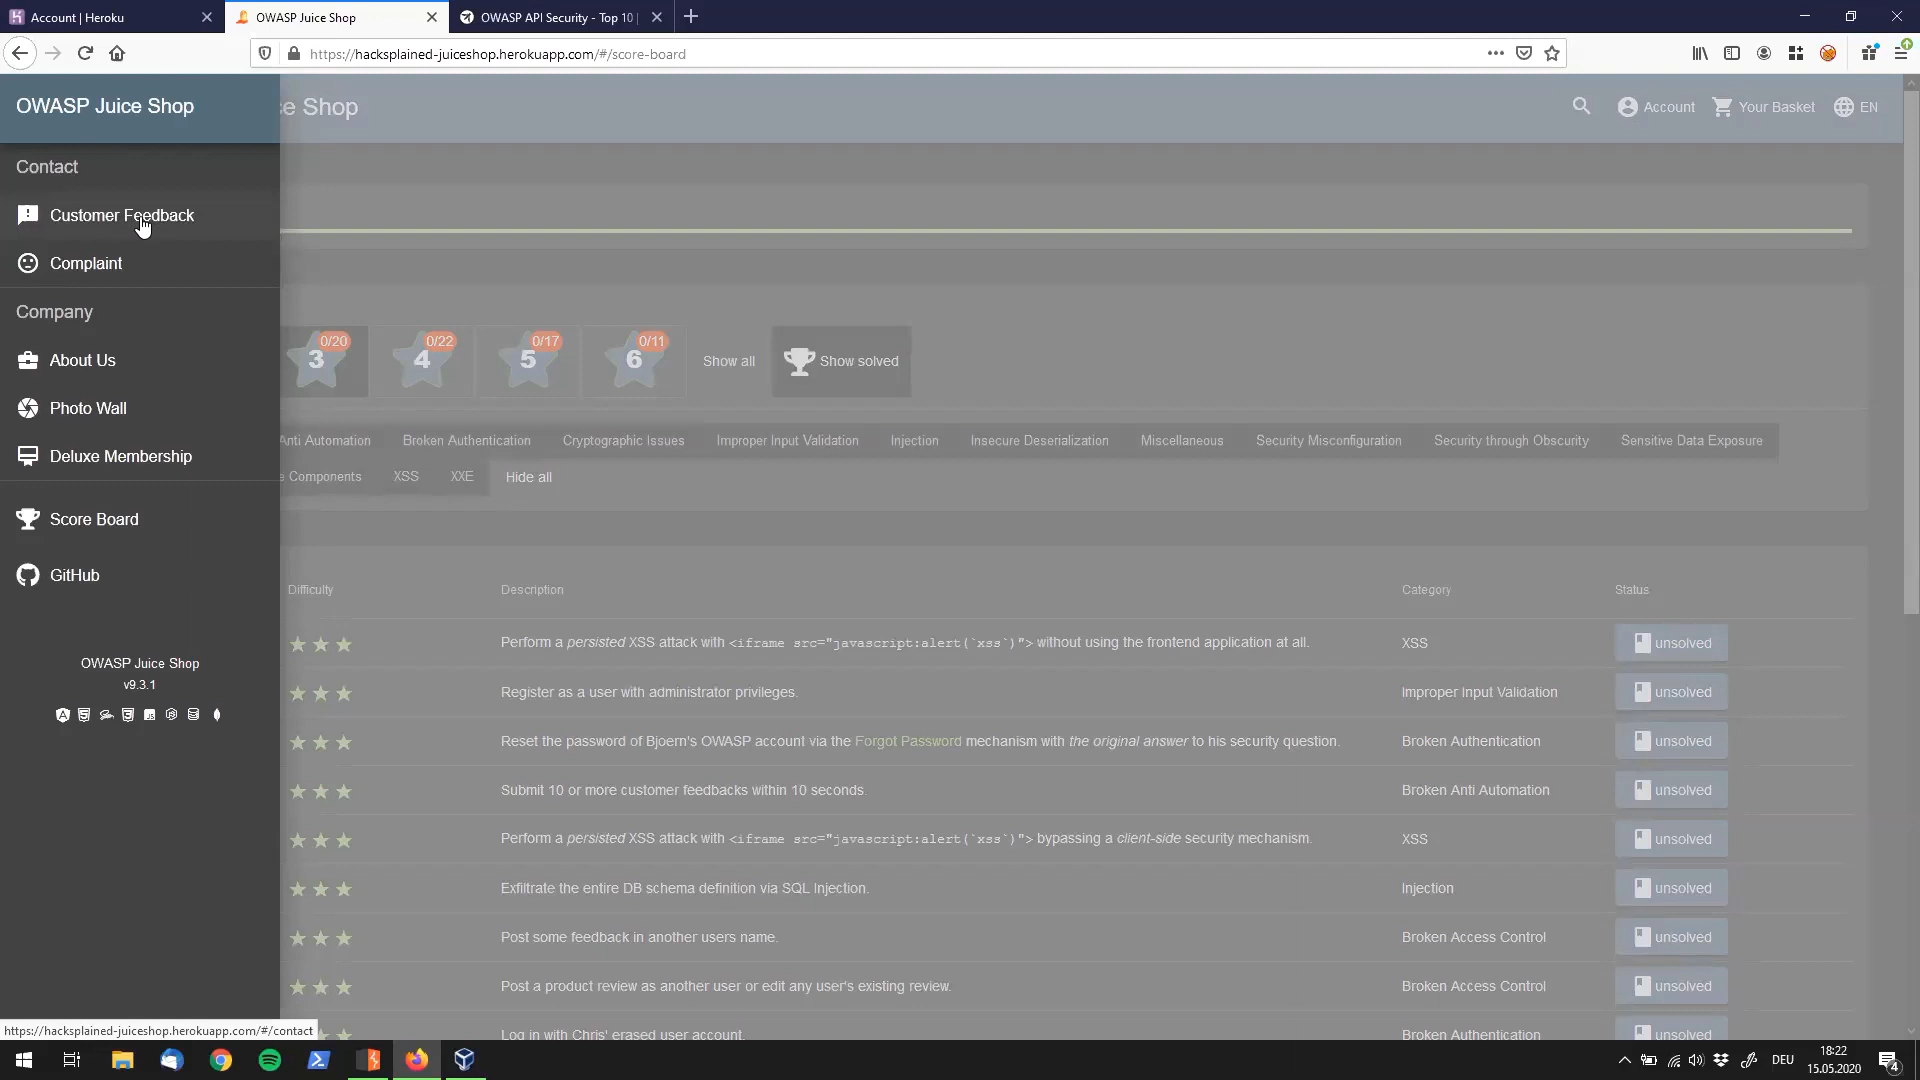 Account | Heroku
OWASP Juice Shop
OWASP API Security - Top 10 |
https://hacksplained-juiceshop.herokuapp.com/#/score-board
OWASP Juice Shop
ce Shop
Account
Your Basket
EN
Contact
Customer Feedback
Complaint
Company
About Us
Photo Wall
Deluxe Membership
Score Board
GitHub
OWASP Juice Shop
v9.3.1
3 0/20
4 0/22
5 0/17
6 0/11
Show all
Show solved
Anti Automation Broken Authentication Cryptographic Issues Improper Input Validation Injection Insecure Deserialization Miscellaneous Security Misconfiguration Security through Obscurity Sensitive Data Exposure
e Components XSS XXE Hide all
Difficulty Description Category Status
Perform a persisted XSS attack with <iframe src="javascript:alert(`xss`)"> without using the frontend application at all. XSS unsolved
Register as a user with administrator privileges. Improper Input Validation unsolved
Reset the password of Bjoern's OWASP account via the Forgot Password mechanism with the original answer to his security question. Broken Authentication unsolved
Submit 10 or more customer feedbacks within 10 seconds. Broken Anti Automation unsolved
Perform a persisted XSS attack with <iframe src="javascript:alert(`xss`)"> bypassing a client-side security mechanism. XSS unsolved
Exfiltrate the entire DB schema definition via SQL Injection. Injection unsolved
Post some feedback in another users name. Broken Access Control unsolved
Post a product review as another user or edit any user's existing review. Broken Access Control unsolved
Log in with Chris' erased user account. Broken Authentication unsolved
https://hacksplained-juiceshop.herokuapp.com/#/contact
DEU
18:22
15.05.2020
4